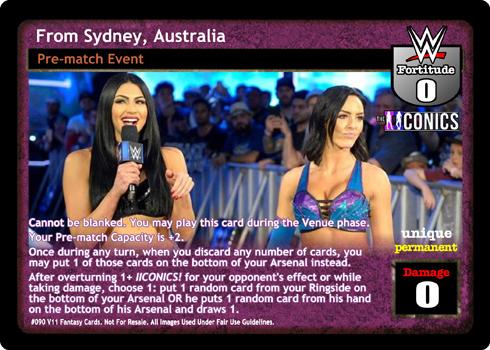 From Sydney, Australia
Pre-match Event
W
Fortitude
0
THE IICONICS
Cannot be blanked. You may play this card during the Venue phase.
Your Pre-match Capacity is +2.
Once during any turn, when you discard any number of cards, you
may put 1 of those cards on the bottom of your Arsenal instead.
After overturning 1+ IICONICS! for your opponent's effect or while
taking damage, choose 1: put 1 random card from your Ringside on
the bottom of your Arsenal OR he puts 1 random card from his hand
on the bottom of his Arsenal and draws 1.
unique
permanent
Damage
0
#090 V11 Fantasy Cards. Not For Resale. All Images Used Under Fair Use Guidelines.